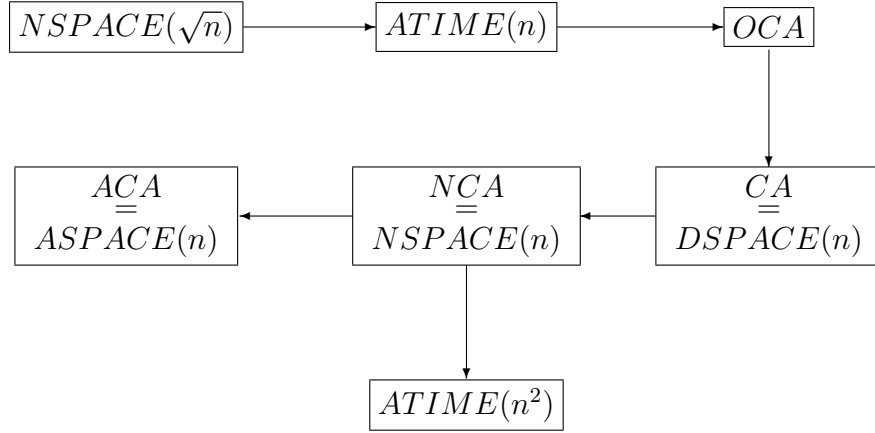 NSPACE(√n)
ATIME(n)
OCA
ACA
=
ASPACE(n)
NCA
=
NSPACE(n)
CA
=
DSPACE(n)
ATIME(n²)